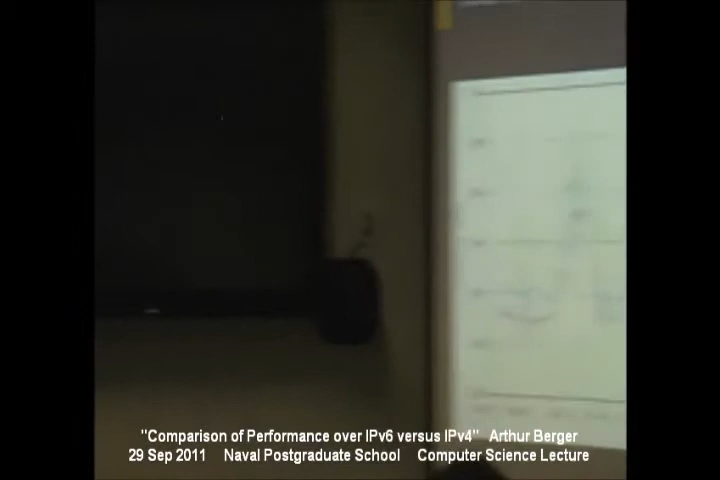 "Comparison of Performance over IPv6 versus IPv4" Arthur Berger
29 Sep 2011 Naval Postgraduate School Computer Science Lecture